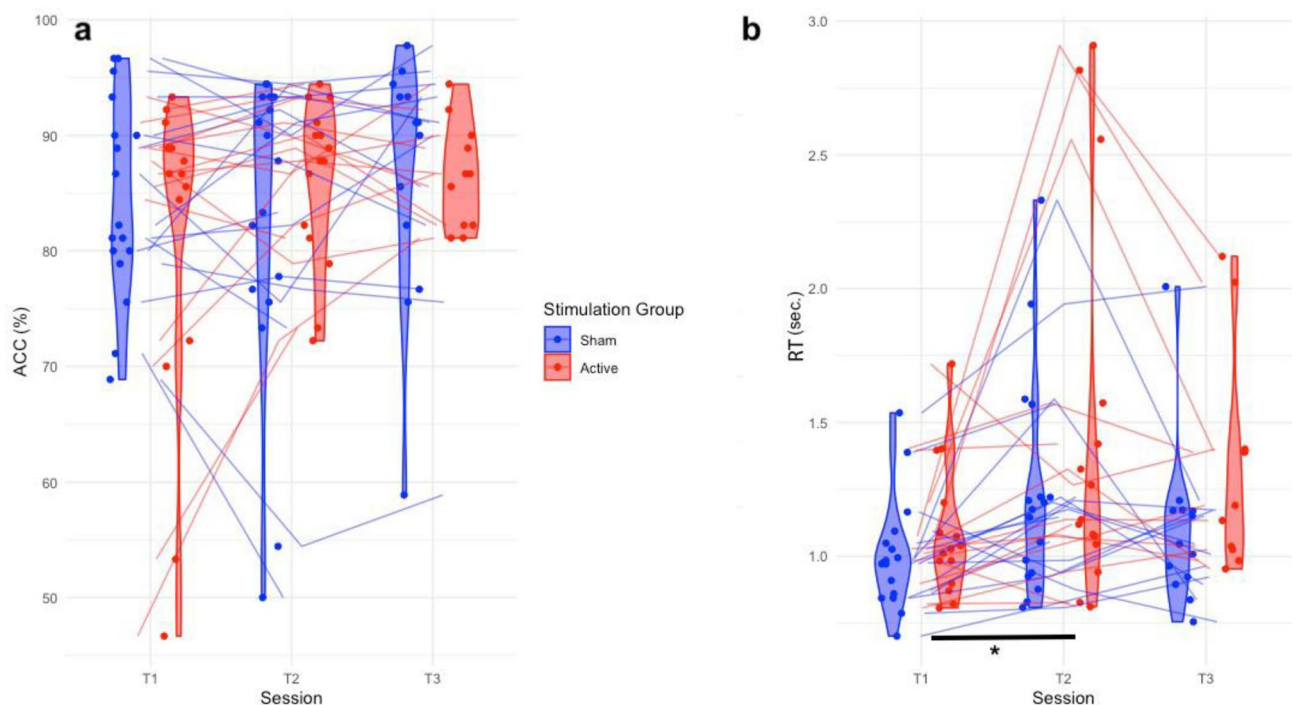 a
100
90
80
70
60
50
ACC (%)
T1
T2
T3
Session
Stimulation Group
Sham
Active
b
3.0
2.5
2.0
1.5
1.0
RT (sec.)
*
T1
T2
T3
Session